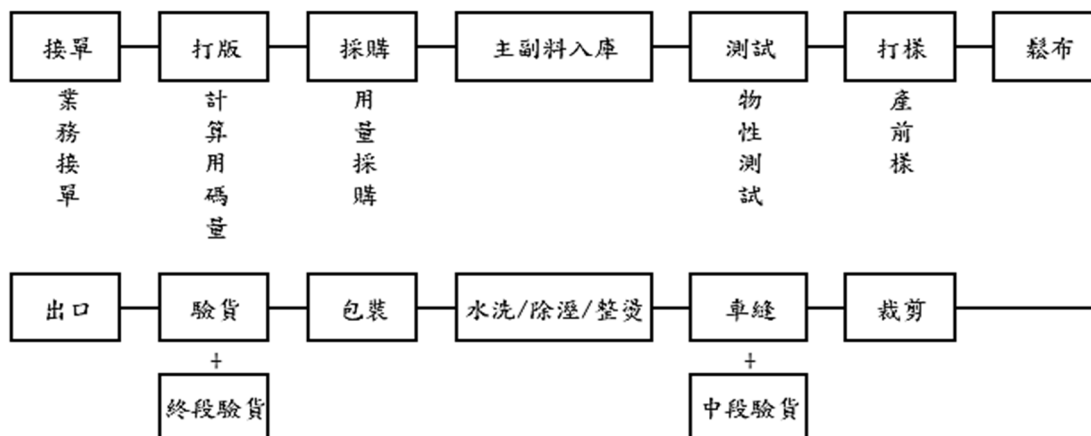 接單
打版
採購
主副料入庫
測試
打樣
鬆布
業務接單
計算用碼量
用量採購
物性測試
產前樣
出口
驗貨
包裝
水洗/除溼/整燙
車縫
裁剪
+
+
終段驗貨
中段驗貨